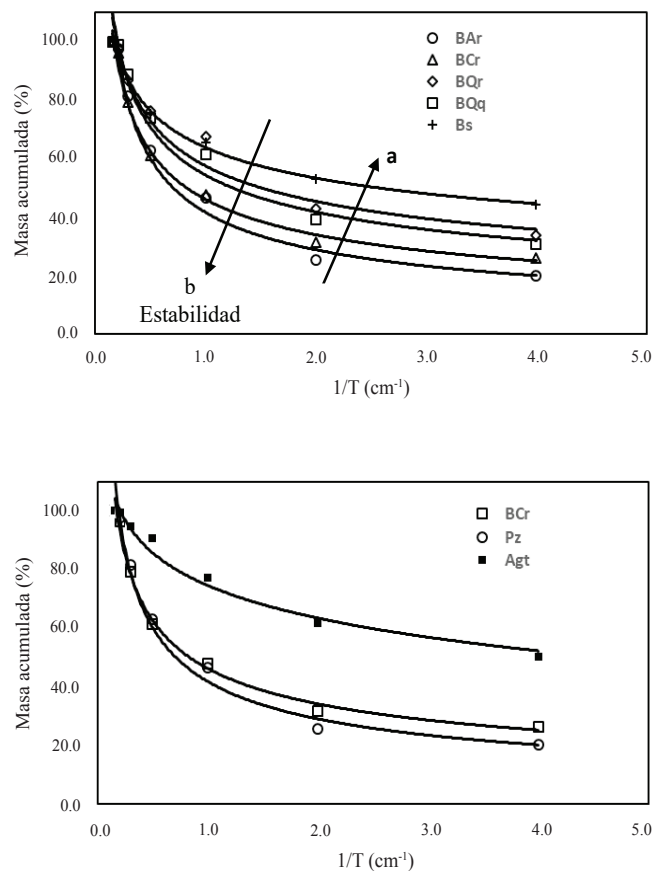 Masa acumulada (%)
100.0
80.0
60.0
40.0
20.0
0.0
BAr
BCr
BQr
BQq
Bs
a
b
Estabilidad
0.0 1.0 2.0 3.0 4.0 5.0
1/T (cm-1)
Masa acumulada (%)
100.0
80.0
60.0
40.0
20.0
0.0
BCr
Pz
Agt
0.0 1.0 2.0 3.0 4.0 5.0
1/T (cm-1)